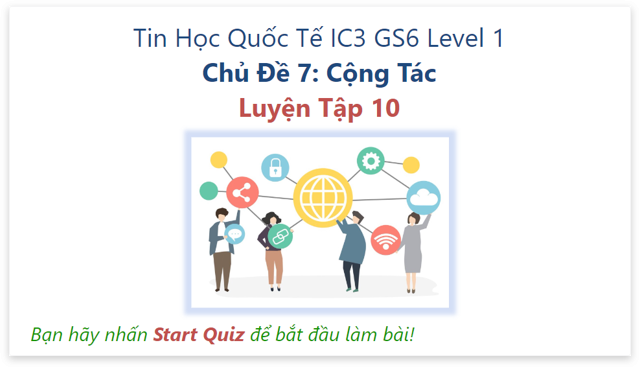 Tin Học Quốc Tế IC3 GS6 Level 1
Chủ Đề 7: Cộng Tác
Luyện Tập 10
Bạn hãy nhấn Start Quiz để bắt đầu làm bài!